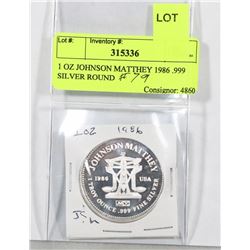 LOT
Lot #: Inventory #:
315336
1 OZ JOHNSON MATTHEY 1986 .999
SILVER ROUND #79
Consignor: 4860
1OZ 1986
JOHNSON MATTHEY
1986 USA
1 TROY OUNCE .999 FINE SILVER